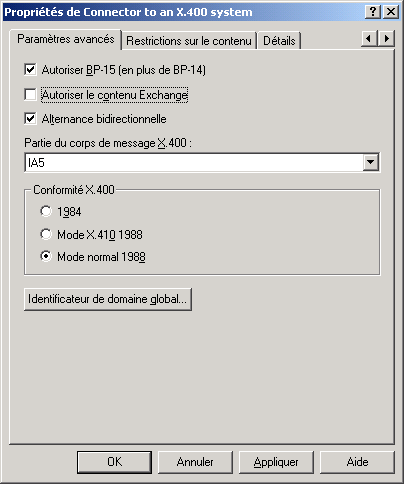 Propriétés de Connector to an X.400 system
Paramètres avancés
Restrictions sur le contenu
Détails
Autoriser BP-15 (en plus de BP-14)
Autoriser le contenu Exchange
Alternance bidirectionnelle
Partie du corps de message X.400 :
IA5
Conformité X.400
1984
Mode X.410 1988
Mode normal 1988
Identificateur de domaine global...
OK
Annuler
Appliquer
Aide